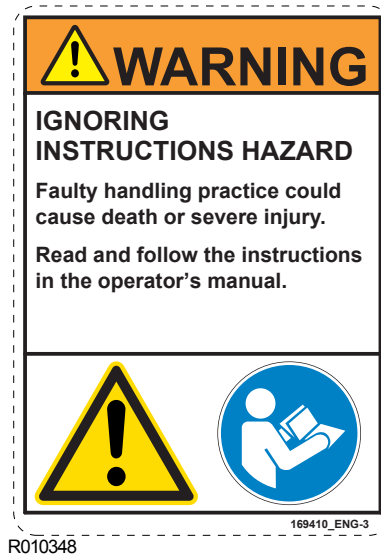 WARNING
IGNORING
INSTRUCTIONS HAZARD
Faulty handling practice could
cause death or severe injury.
Read and follow the instructions
in the operator's manual.
169410_ENG-3
R010348